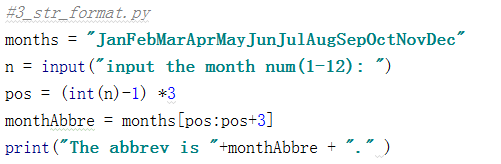 #3_str_format.py
months = "JanFebMarAprMayJunJulAugSepOctNovDec"
n = input("input the month num(1-12): ")
pos = (int(n)-1) *3
monthAbbre = months[pos:pos+3]
print("The abbrev is "+monthAbbre + "." )